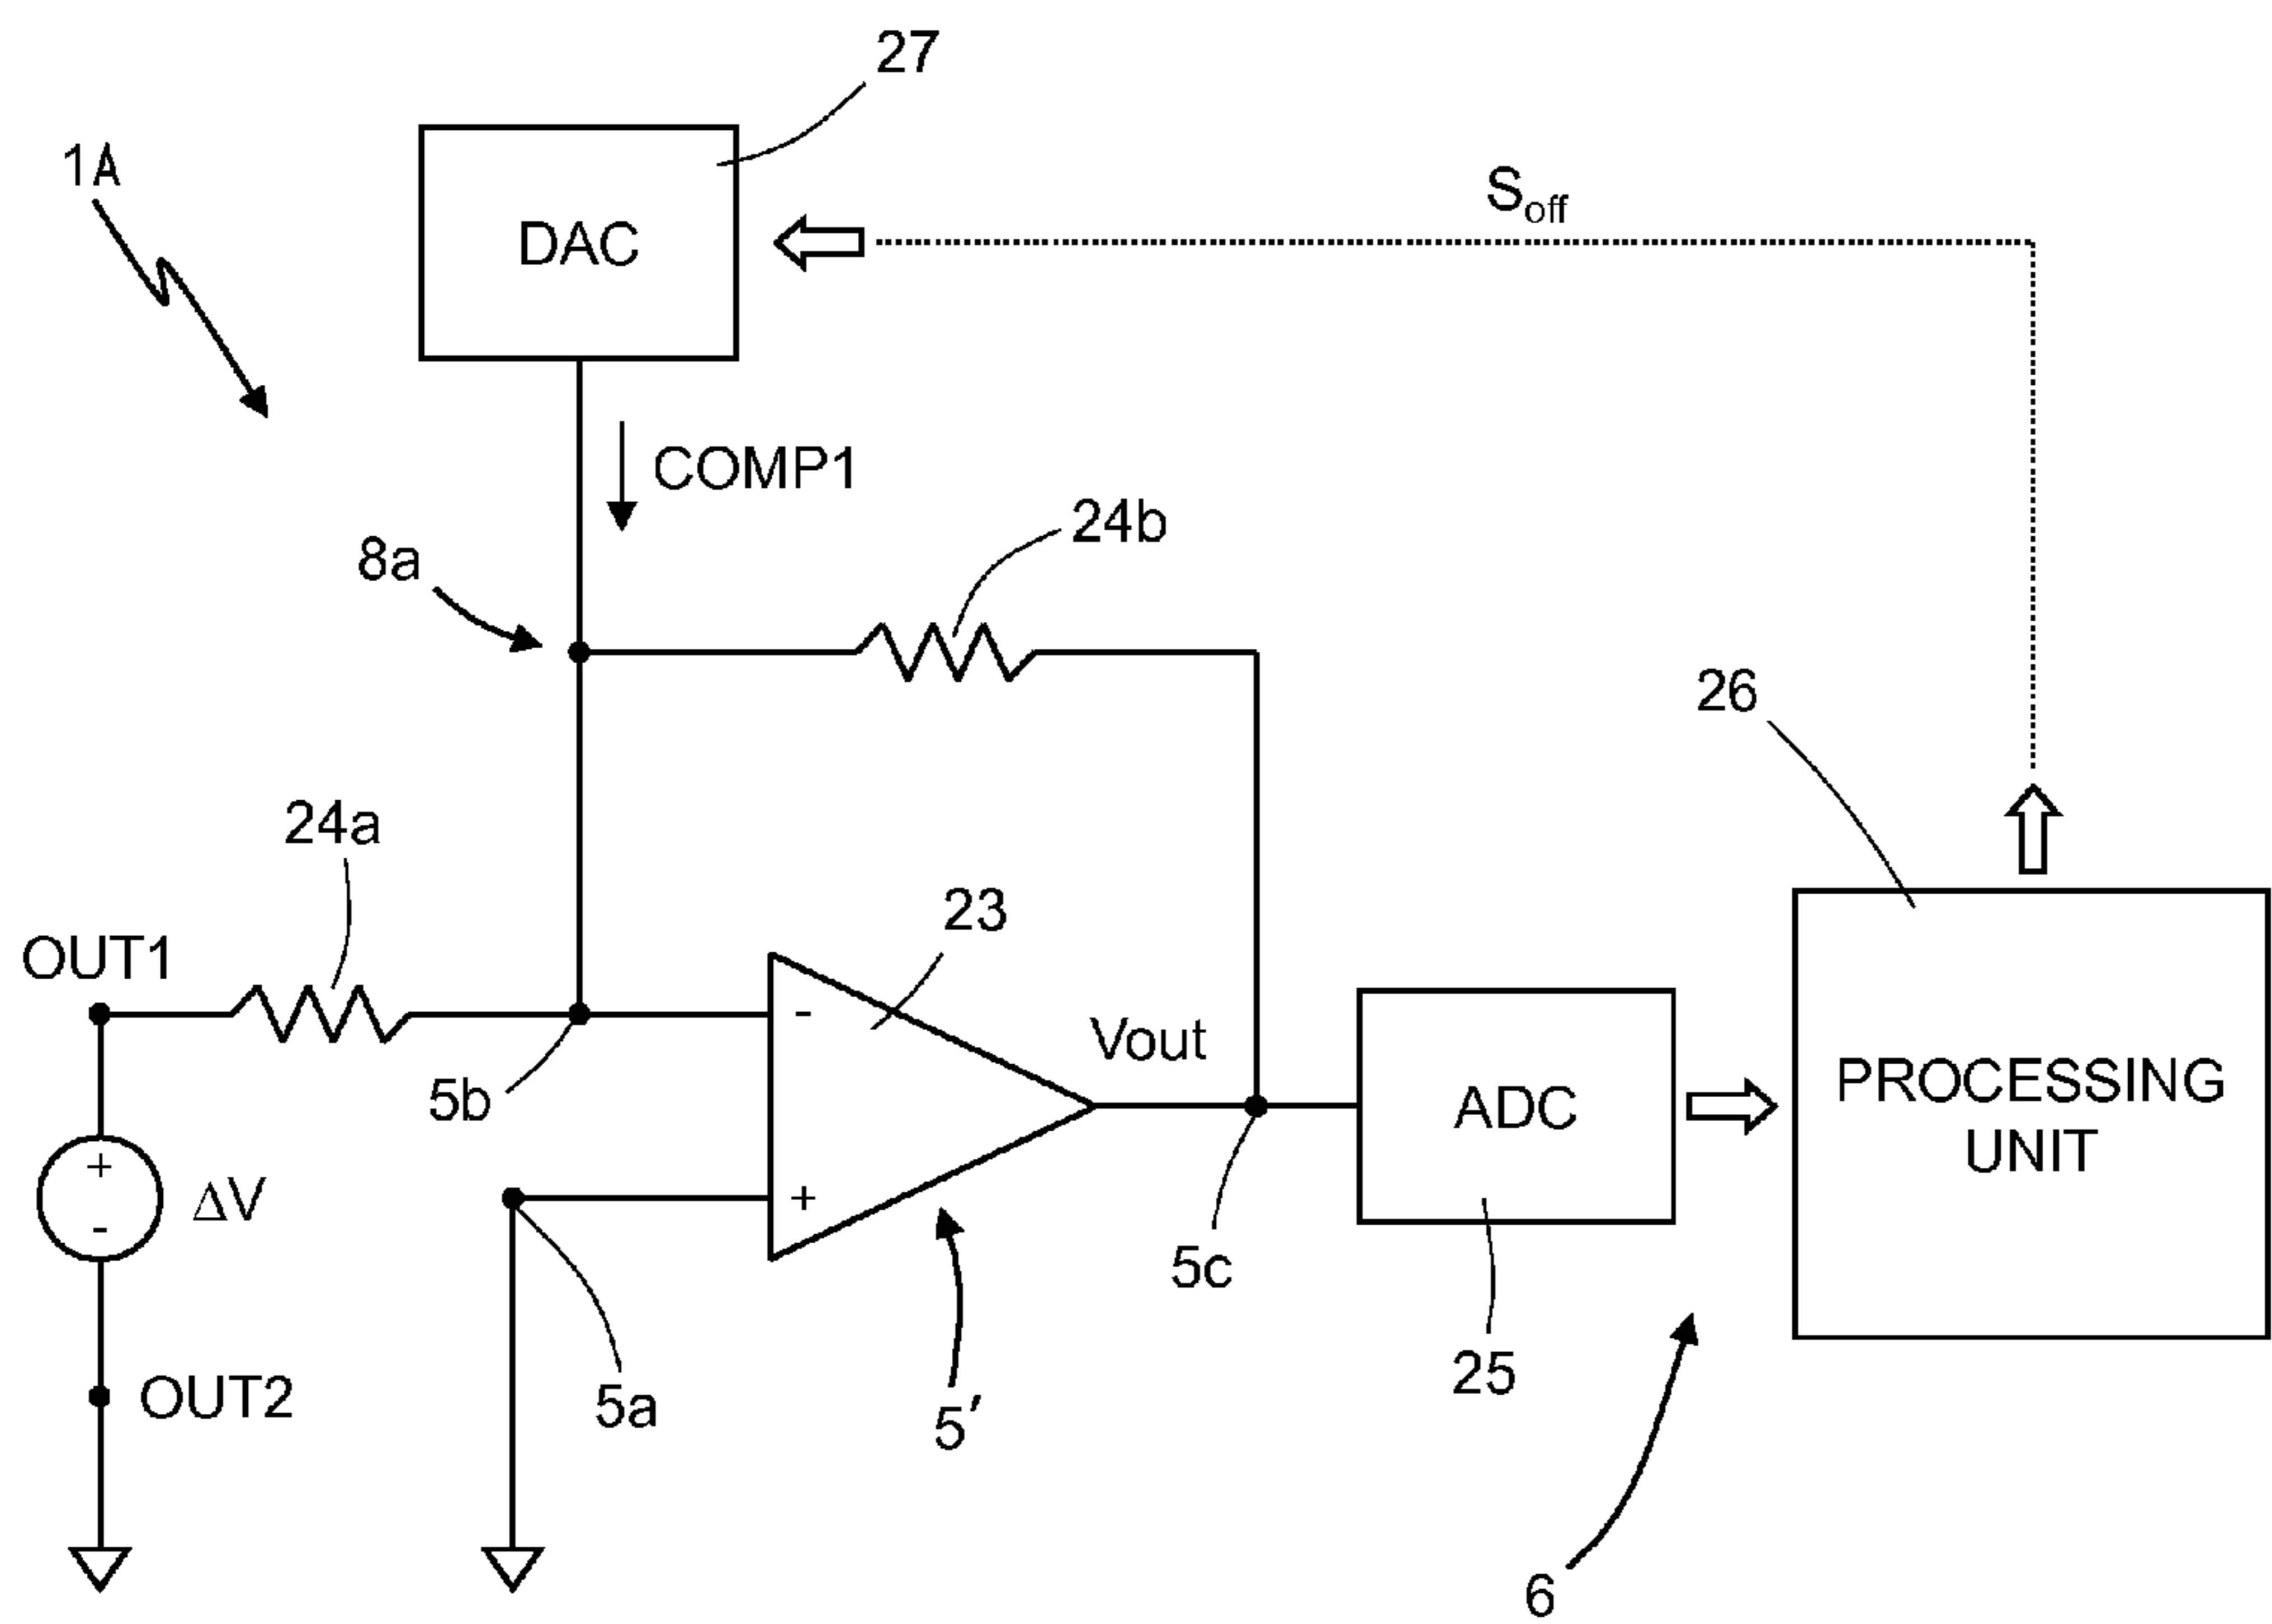 27
1A
DAC
Soff
COMP1
24b
8a
26
24a
23
OUT1
-
Vout
5b
ADC
PROCESSING
UNIT
+
ΔV
-
+
5c
OUT2
5a
5'
25
6